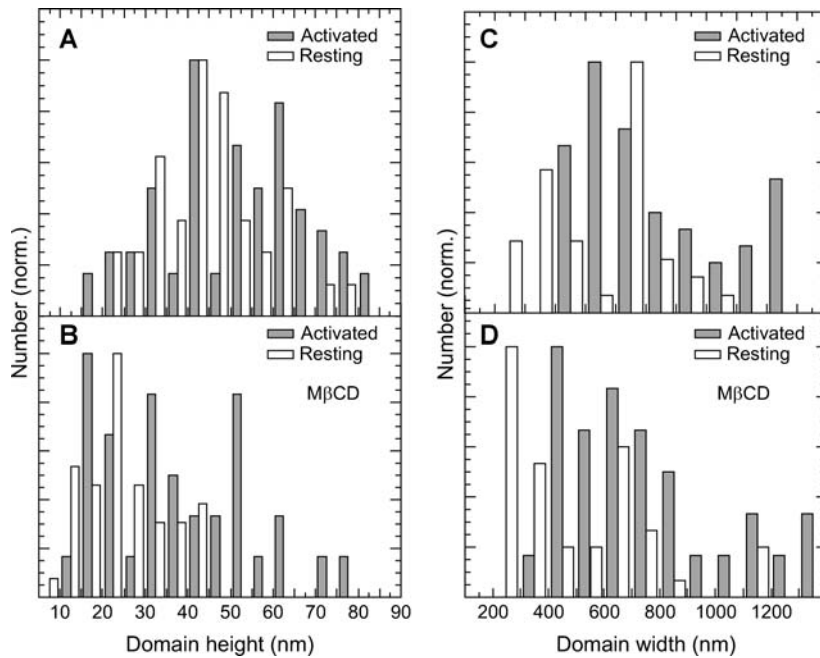 A
Activated
Resting
C
Activated
Resting
B
Activated
Resting
MβCD
D
Activated
Resting
MβCD
Number (norm.)
Number (norm.)
10 20 30 40 50 60 70 80 90
Domain height (nm)
200 400 600 800 1000 1200
Domain width (nm)